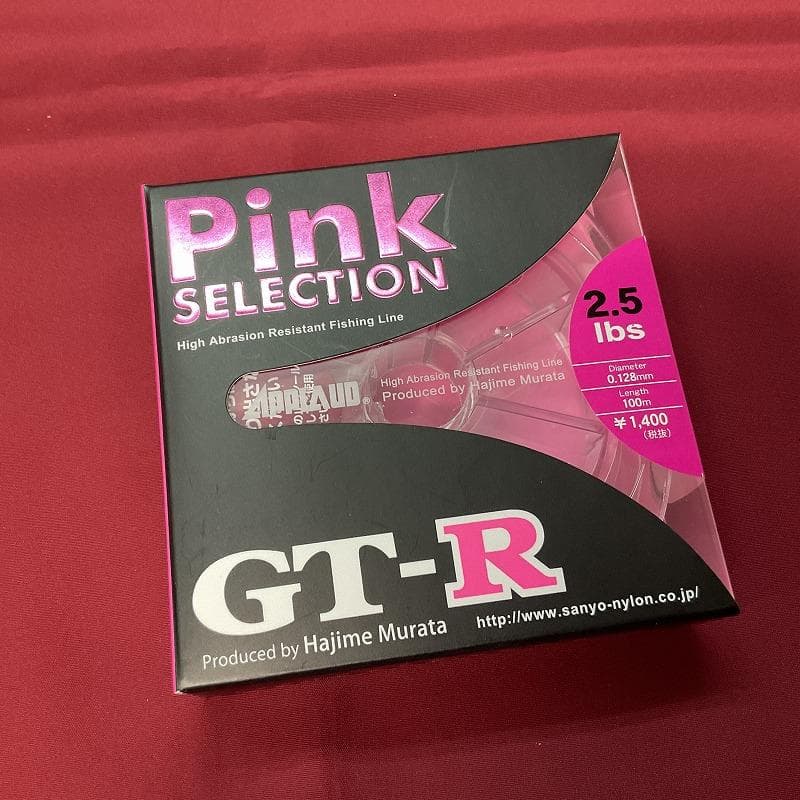 Pink
SELECTION
High Abrasion Resistant Fishing Line
2.5
lbs
Diameter
0.128mm
Length
100m
￥1,400
(税抜)
High Abrasion Resistant Fishing Line
Produced by Hajime Murata
APPLAUD®
GT-R
Produced by Hajime Murata
http://www.sanyo-nylon.co.jp/